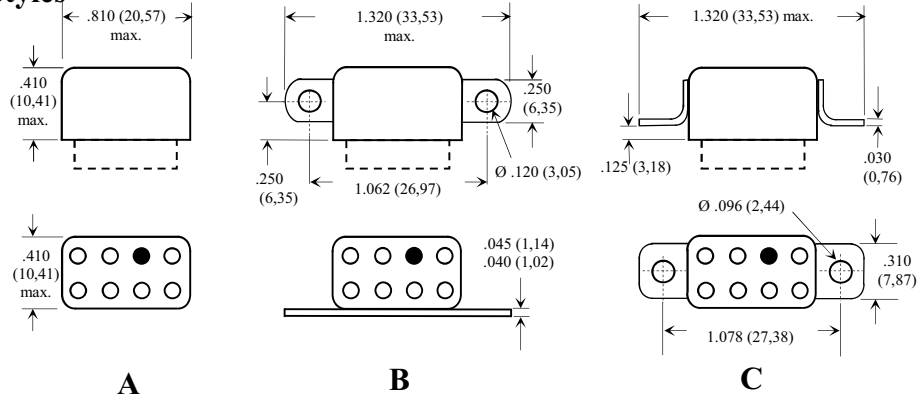 .810 (20,57)
max.
1.320 (33,53)
max.
1.320 (33,53) max.
.410
(10,41)
max.
.250
(6,35)
.250
(6,35)
Ø .120 (3,05)
1.062 (26,97)
.125 (3,18)
.030
(0,76)
Ø .096 (2,44)
.410
(10,41)
max.
.045 (1,14)
.040 (1,02)
.310
(7,87)
1.078 (27,38)
A
B
C